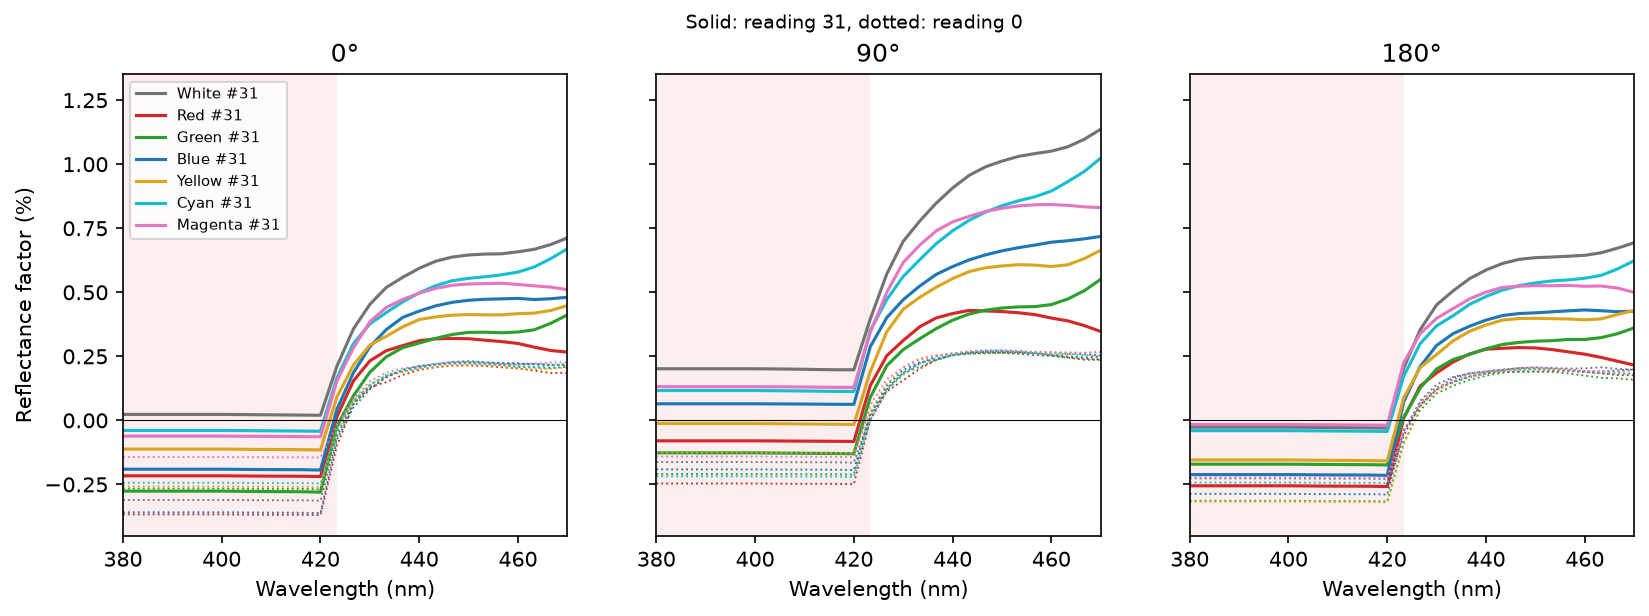 Solid: reading 31, dotted: reading 0
0°
90°
180°
Reflectance factor (%)
1.25
1.00
0.75
0.50
0.25
0.00
−0.25
White #31
Red #31
Green #31
Blue #31
Yellow #31
Cyan #31
Magenta #31
380 400 420 440 460
380 400 420 440 460
380 400 420 440 460
Wavelength (nm)
Wavelength (nm)
Wavelength (nm)